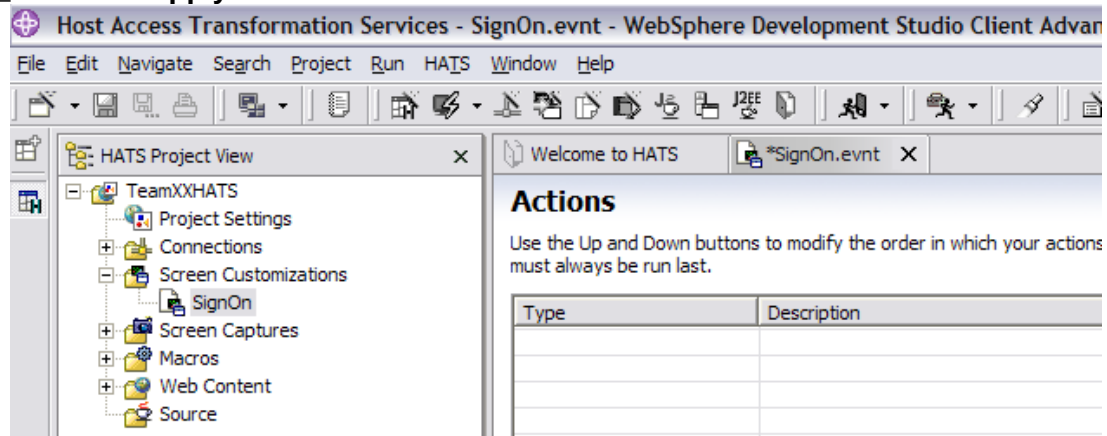 Host Access Transformation Services - SignOn.evnt - WebSphere Development Studio Client Advan
File Edit Navigate Search Project Run HATS Window Help
HATS Project View
Welcome to HATS
*SignOn.evnt
TeamXXHATS
Project Settings
Connections
Screen Customizations
SignOn
Screen Captures
Macros
Web Content
Source
Actions
Use the Up and Down buttons to modify the order in which your actions
must always be run last.
Type Description